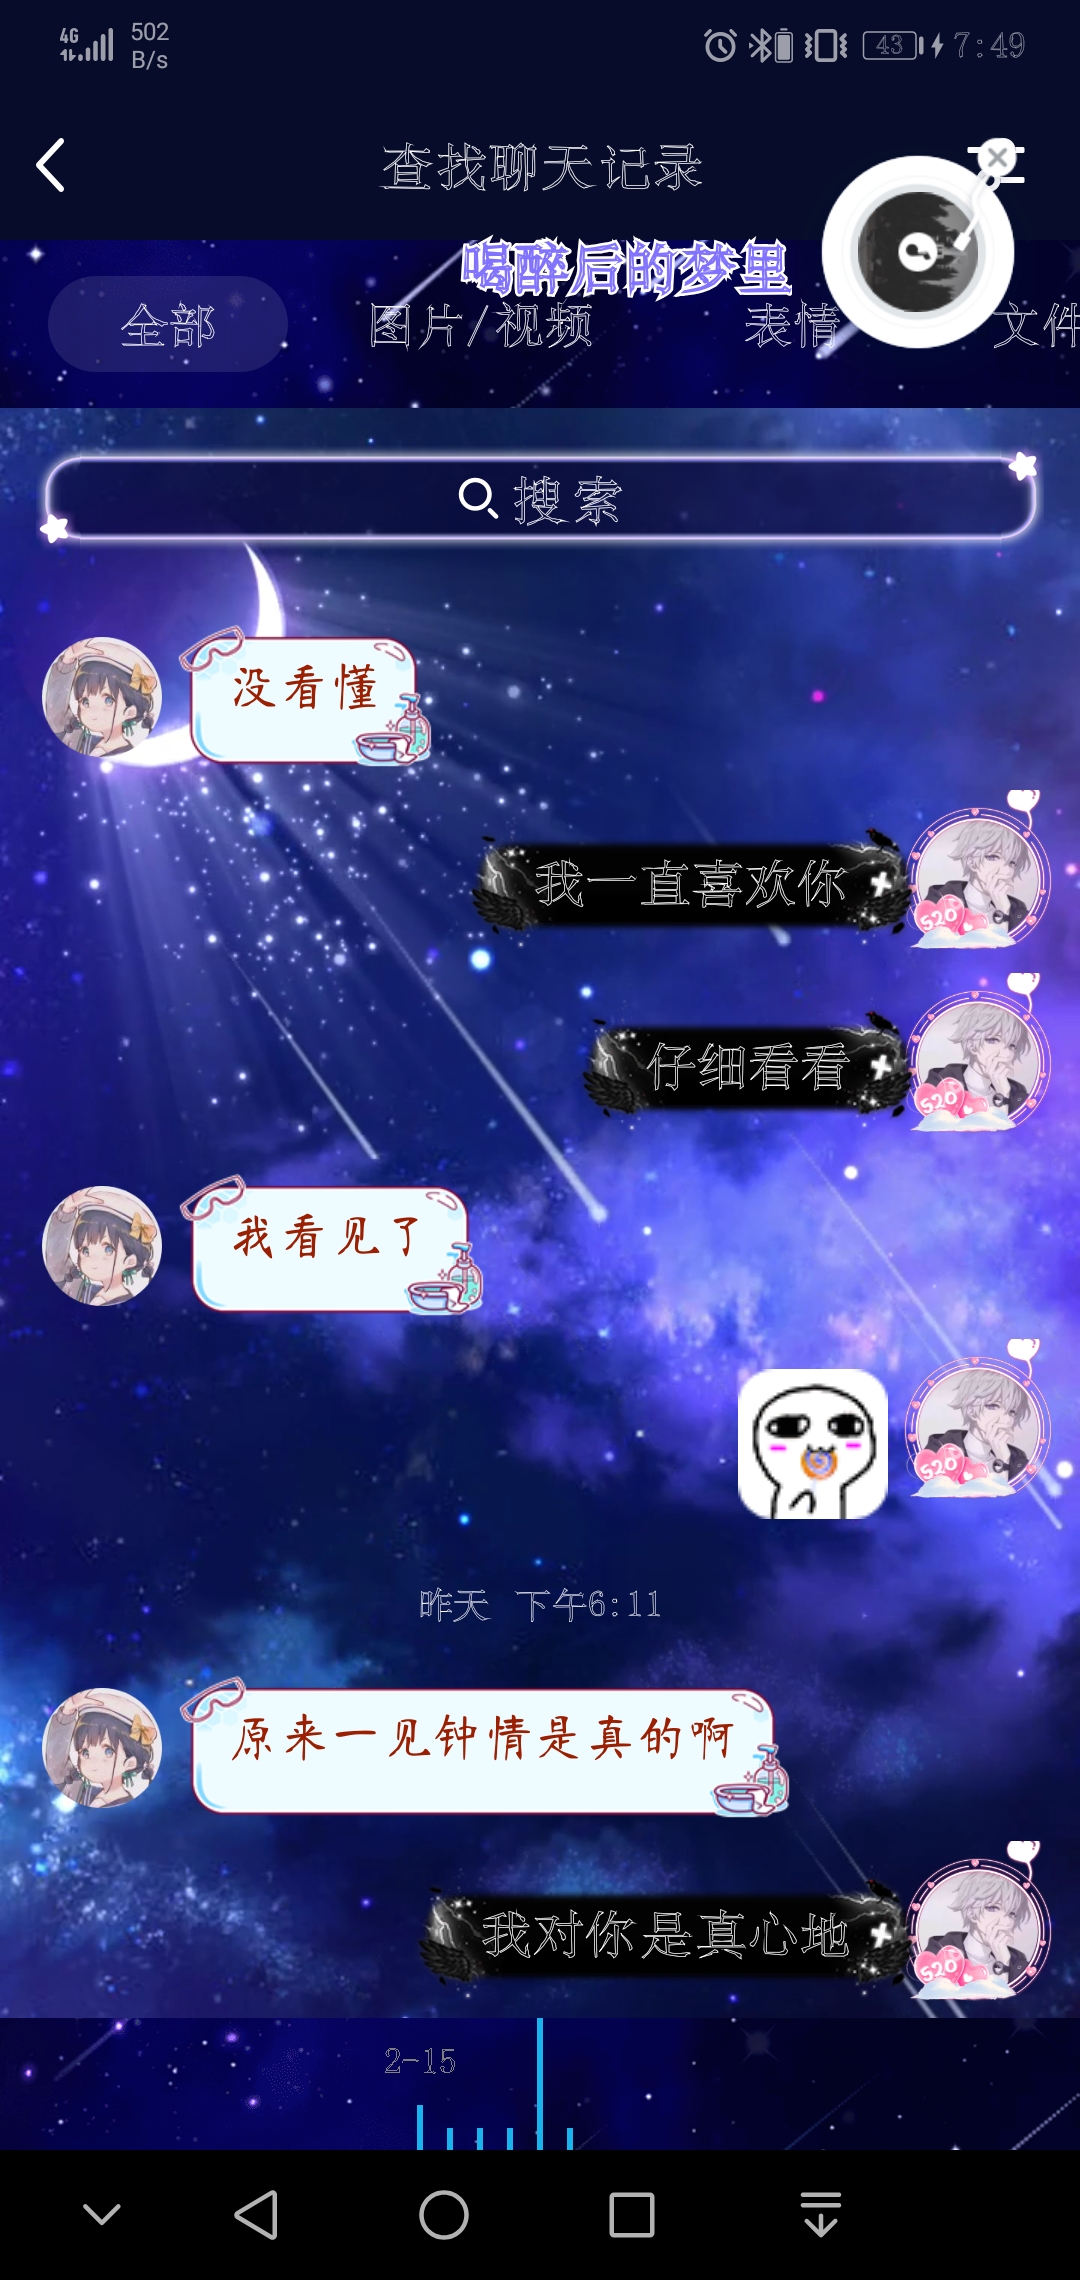 4G
502
B/s
43
7:49
查找聊天记录
喝醉后的梦里
全部
图片/视频
表情
文件
搜索
没看懂
我一直喜欢你
520
仔细看看
520
我看见了
520
昨天 下午6:11
原来一见钟情是真的啊
我对你是真心地
520
2-15